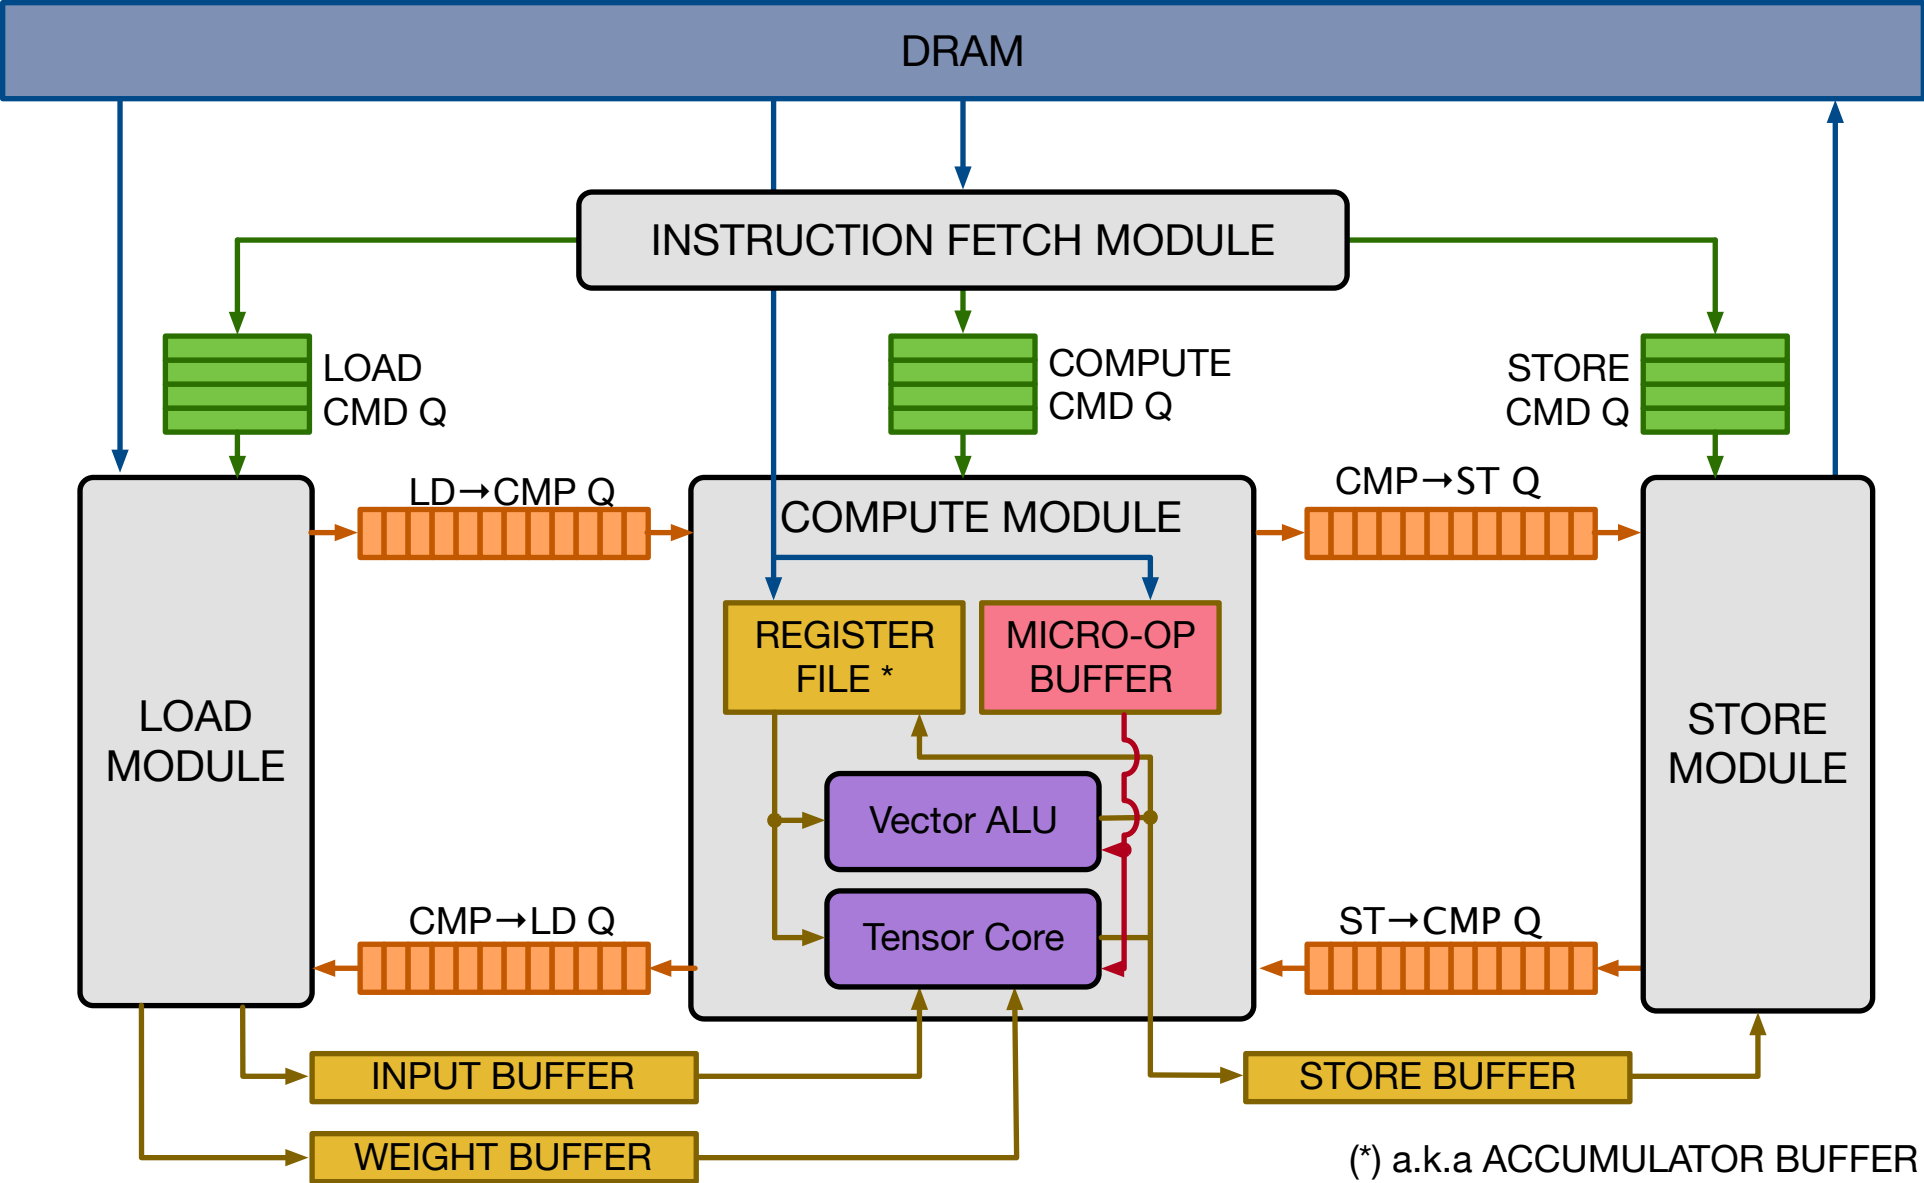 DRAM
INSTRUCTION FETCH MODULE
LOAD
CMD Q
COMPUTE
CMD Q
STORE
CMD Q
LD→CMP Q
COMPUTE MODULE
CMP→ST Q
REGISTER
FILE *
MICRO-OP
BUFFER
LOAD
MODULE
STORE
MODULE
Vector ALU
Tensor Core
CMP→LD Q
ST→CMP Q
INPUT BUFFER
STORE BUFFER
WEIGHT BUFFER
(*) a.k.a ACCUMULATOR BUFFER